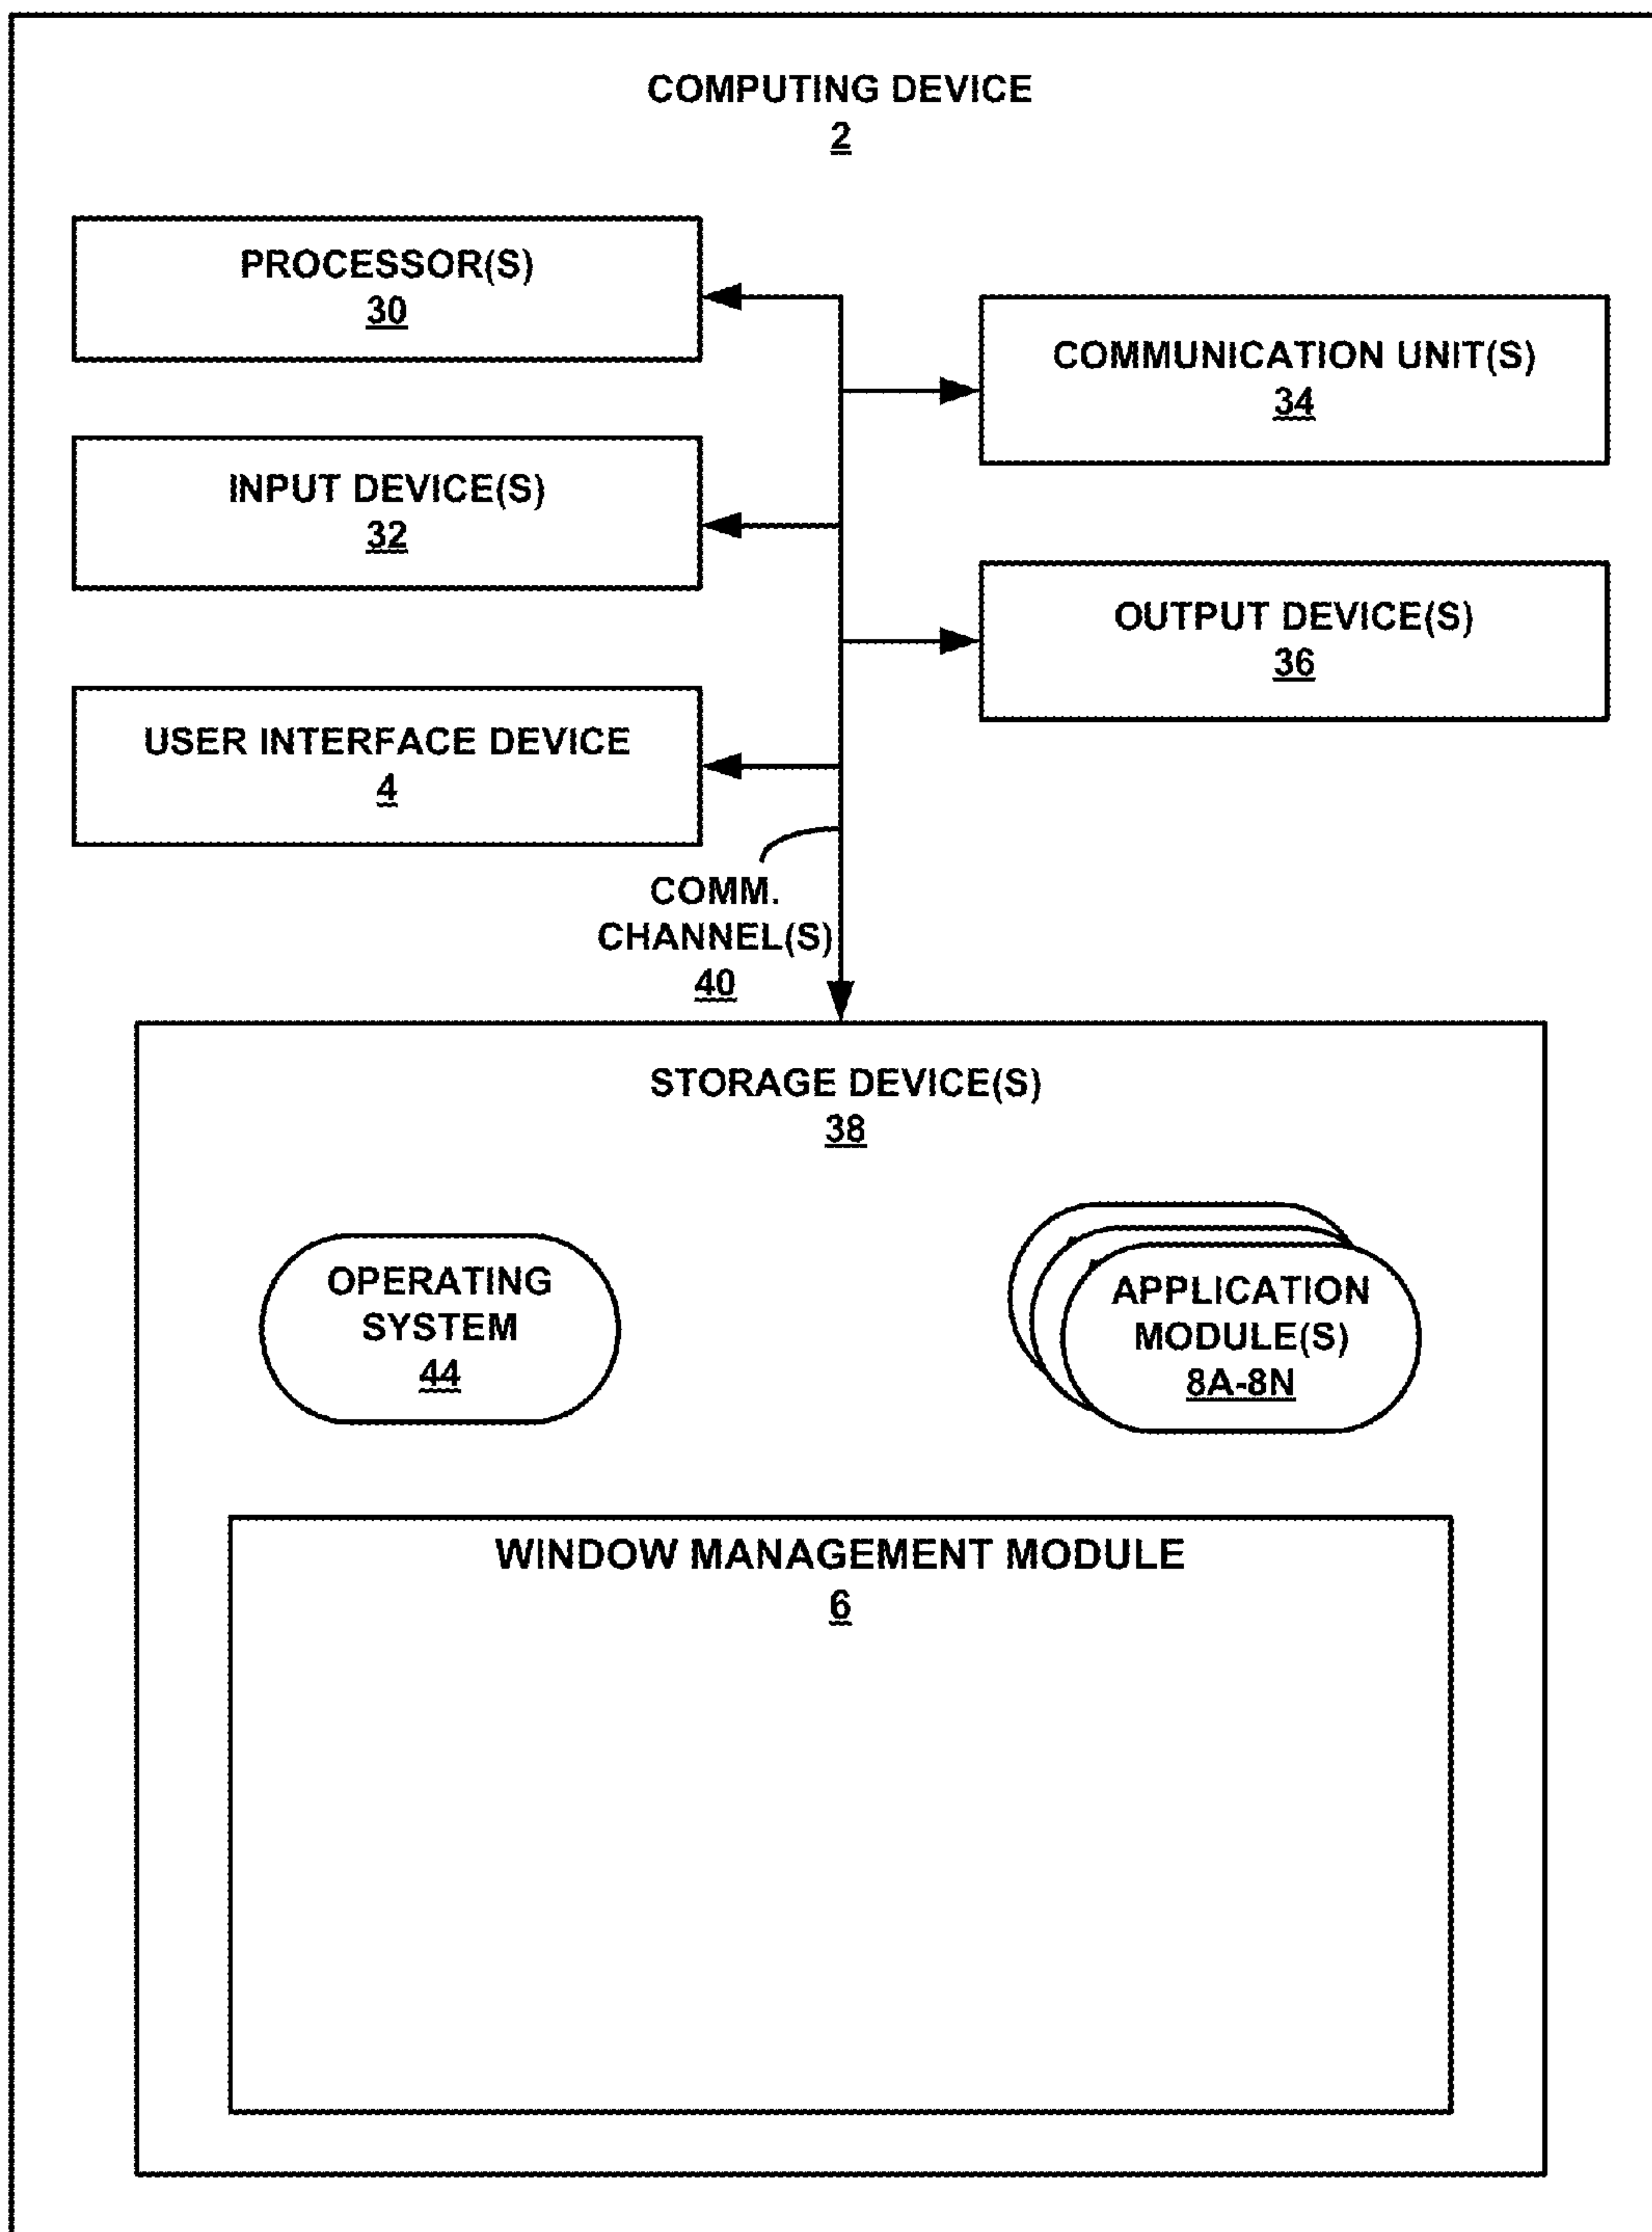 COMPUTING DEVICE
2
PROCESSOR(S)
30
COMMUNICATION UNIT(S)
34
INPUT DEVICE(S)
32
OUTPUT DEVICE(S)
36
USER INTERFACE DEVICE
4
COMM.
CHANNEL(S)
40
STORAGE DEVICE(S)
38
OPERATING
SYSTEM
44
APPLICATION
MODULE(S)
8A-8N
WINDOW MANAGEMENT MODULE
6